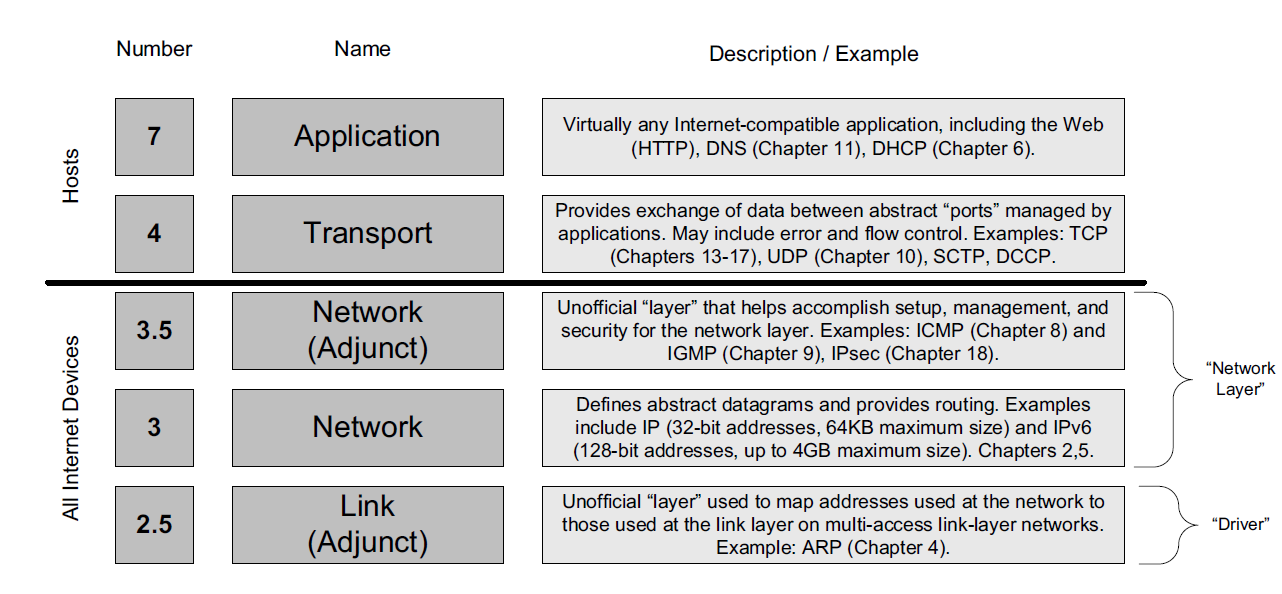 Number
Name
Description / Example
Hosts
7
Application
Virtually any Internet-compatible application, including the Web
(HTTP), DNS (Chapter 11), DHCP (Chapter 6).
4
Transport
Provides exchange of data between abstract “ports” managed by
applications. May include error and flow control. Examples: TCP
(Chapters 13-17), UDP (Chapter 10), SCTP, DCCP.
All Internet Devices
3.5
Network
(Adjunct)
Unofficial “layer” that helps accomplish setup, management, and
security for the network layer. Examples: ICMP (Chapter 8) and
IGMP (Chapter 9), IPsec (Chapter 18).
“Network
Layer”
3
Network
Defines abstract datagrams and provides routing. Examples
include IP (32-bit addresses, 64KB maximum size) and IPv6
(128-bit addresses, up to 4GB maximum size). Chapters 2,5.
2.5
Link
(Adjunct)
Unofficial “layer” used to map addresses used at the network to
those used at the link layer on multi-access link-layer networks.
Example: ARP (Chapter 4).
“Driver”